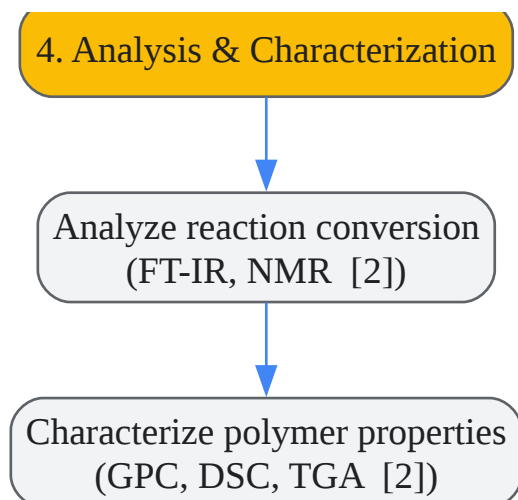 4. Analysis & Characterization
Analyze reaction conversion
(FT-IR, NMR [2])
Characterize polymer properties
(GPC, DSC, TGA [2])